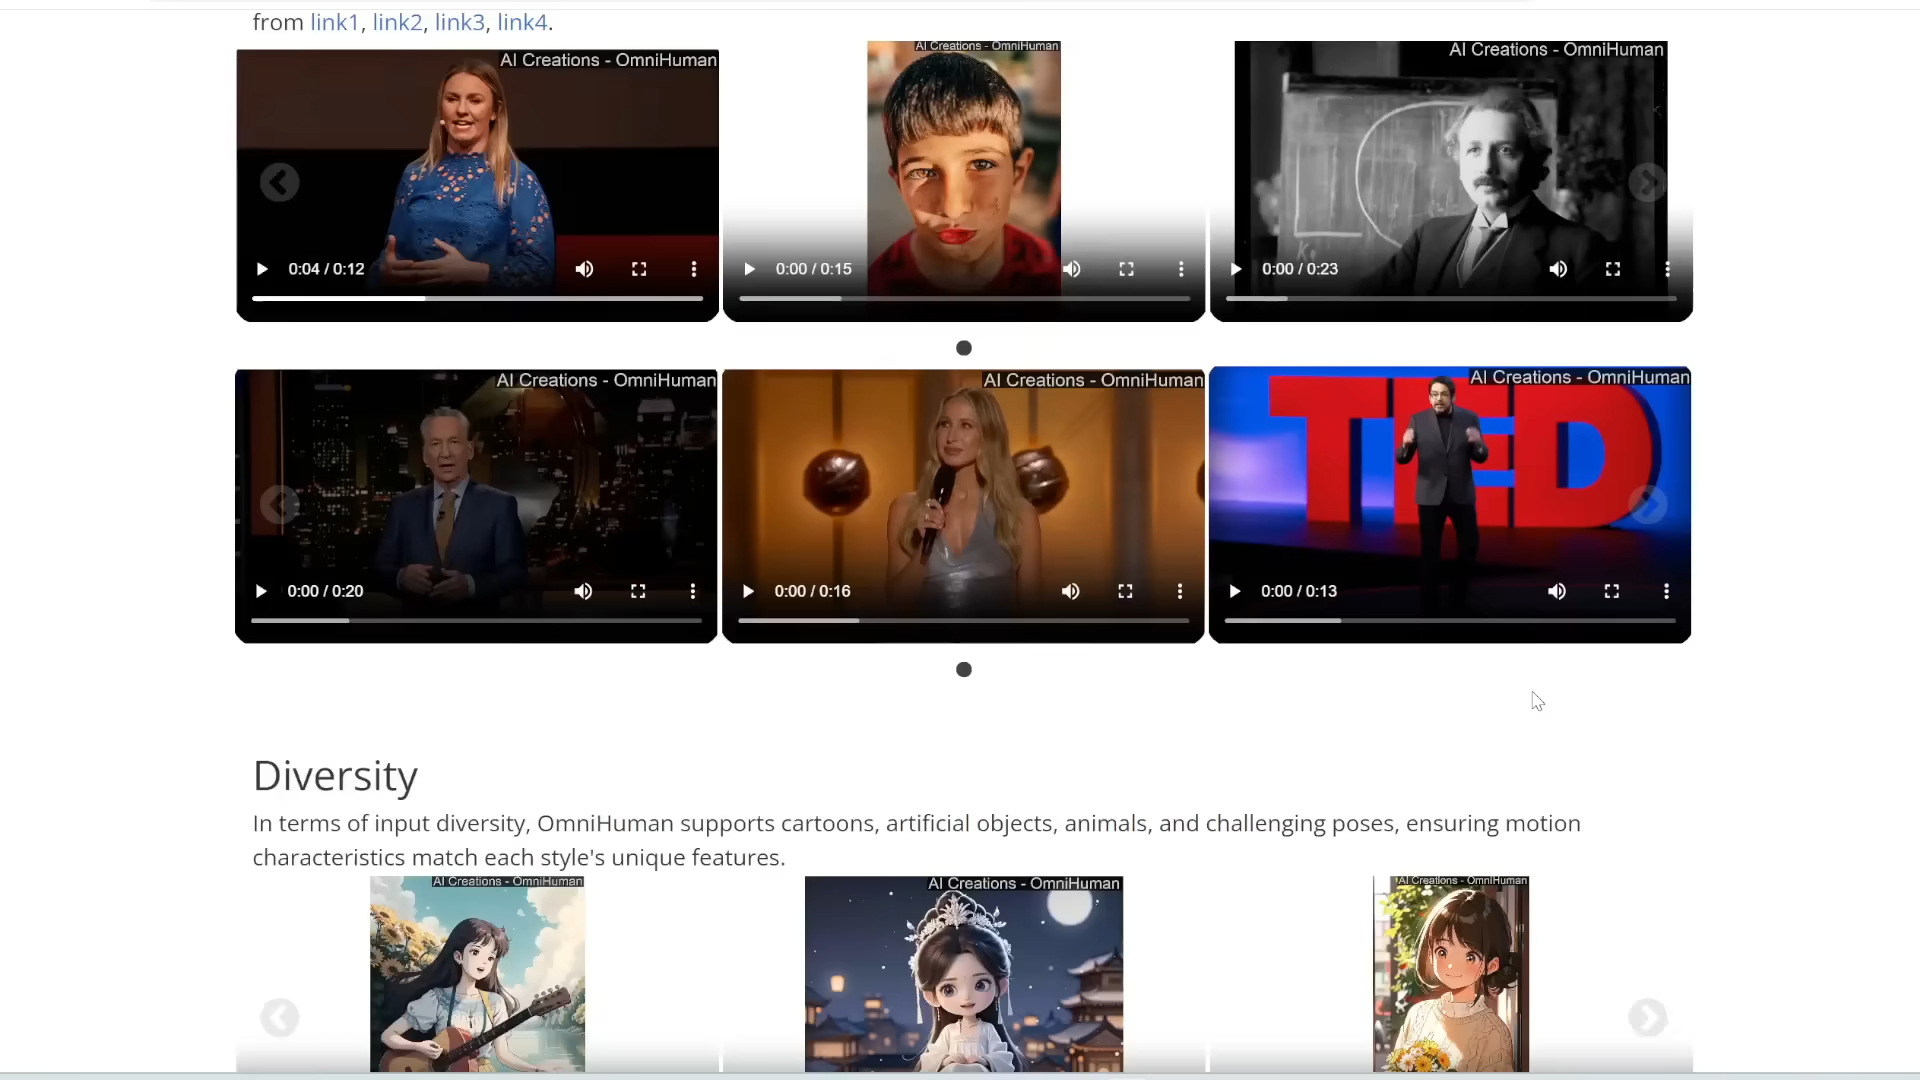 from link1, link2, link3, link4.
AI Creations - OmniHuman
AI Creations - OmniHuman
AI Creations - OmniHuman
0:04 / 0:12
0:00 / 0:15
0:00 / 0:23
AI Creations - OmniHuman
AI Creations - OmniHuman
AI Creations - OmniHuman
TED
0:00 / 0:20
0:00 / 0:16
0:00 / 0:13
Diversity
In terms of input diversity, OmniHuman supports cartoons, artificial objects, animals, and challenging poses, ensuring motion
characteristics match each style's unique features.
AI Creations - OmniHuman
AI Creations - OmniHuman
AI Creations - OmniHuman